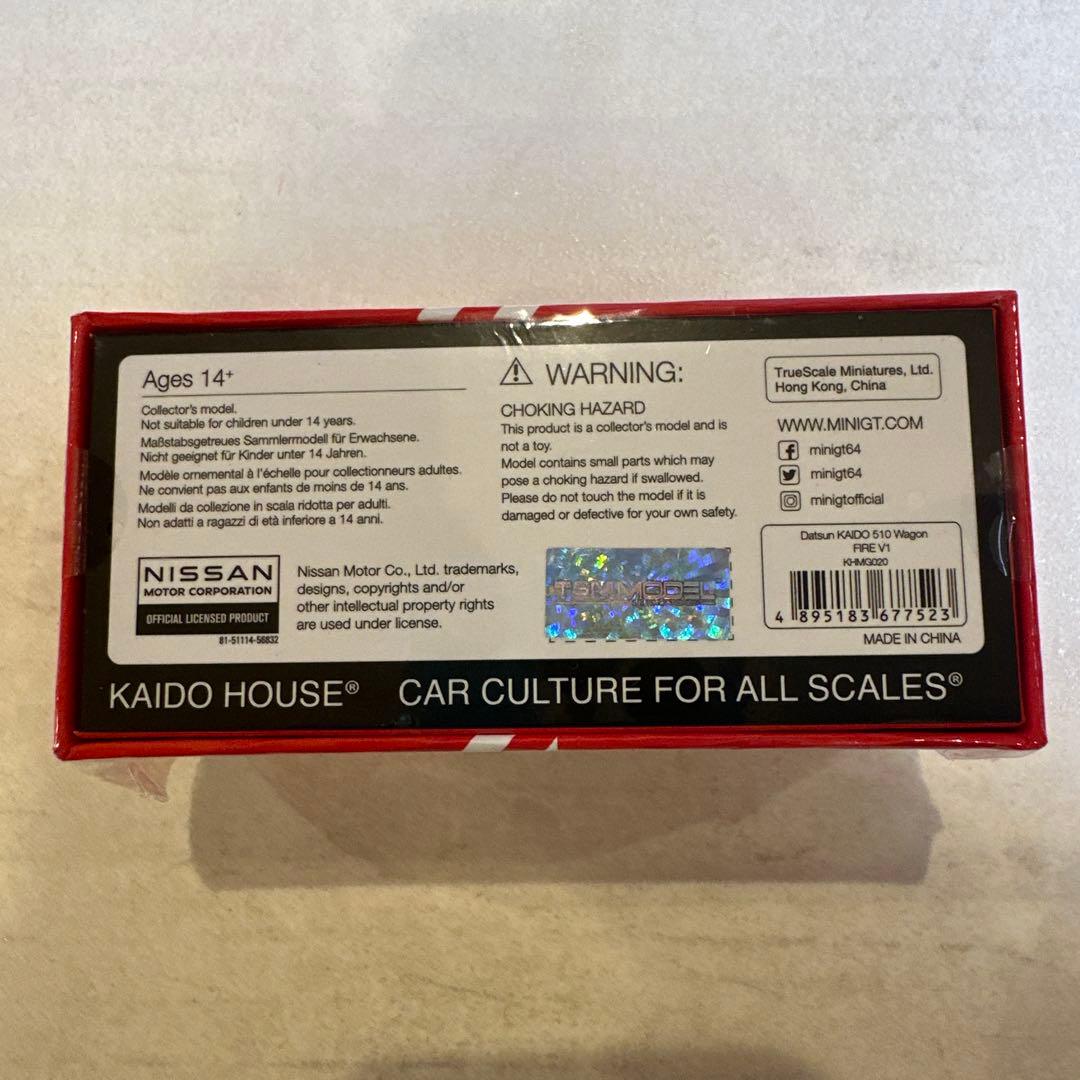 Ages 14+
Collector's model.
Not suitable for children under 14 years.
Maßstabsgetreues Sammlermodell für Erwachsene.
Nicht geeignet für Kinder unter 14 Jahren.
Modèle ornemental à l'échelle pour collectionneurs adultes.
Ne convient pas aux enfants de moins de 14 ans.
Modelli da collezione in scala ridotta per adulti.
Non adatti a ragazzi di età inferiore a 14 anni.
NISSAN
MOTOR CORPORATION
OFFICIAL LICENSED PRODUCT
81-51114-56832
Nissan Motor Co., Ltd. trademarks,
designs, copyrights and/or
other intellectual property rights
are used under license.
WARNING:
CHOKING HAZARD
This product is a collector's model and is
not a toy.
Model contains small parts which may
pose a choking hazard if swallowed.
Please do not touch the model if it is
damaged or defective for your own safety.
TSM MODEL
TrueScale Miniatures, Ltd.
Hong Kong, China
WWW.MINIGT.COM
minigt64
minigt64
minigtofficial
Datsun KAIDO 510 Wagon
FIRE V1
KHMG020
4 895183 677523
MADE IN CHINA
KAIDO HOUSE® CAR CULTURE FOR ALL SCALES®